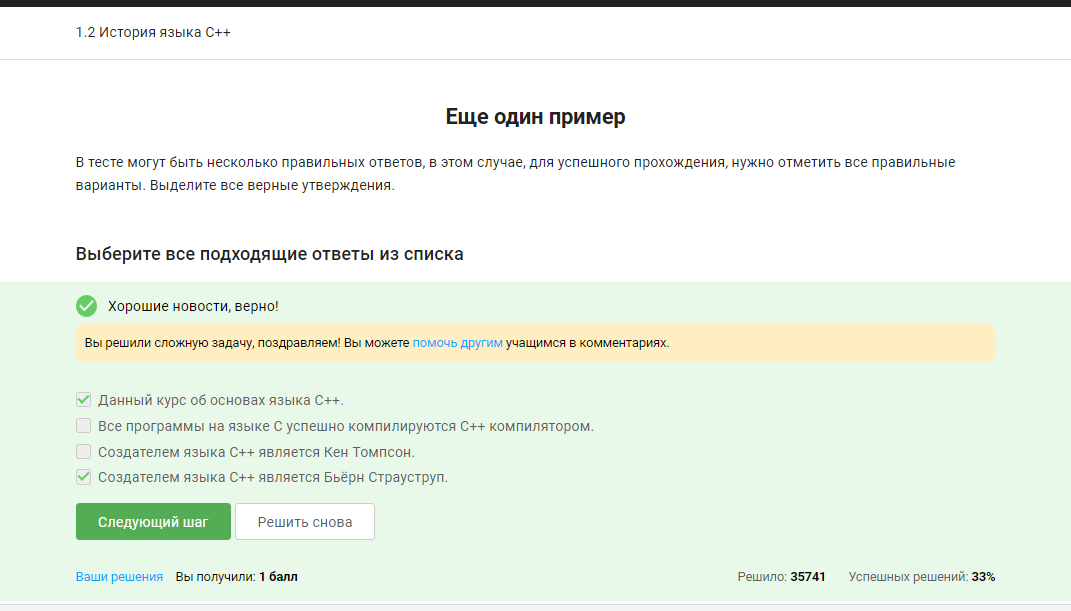 1.2 История языка C++
Еще один пример
В тесте могут быть несколько правильных ответов, в этом случае, для успешного прохождения, нужно отметить все правильные
варианты. Выделите все верные утверждения.
Выберите все подходящие ответы из списка
Хорошие новости, верно!
Вы решили сложную задачу, поздравляем! Вы можете помочь другим учащимся в комментариях.
Данный курс об основах языка C++.
Все программы на языке C успешно компилируются C++ компилятором.
Создателем языка C++ является Кен Томпсон.
Создателем языка C++ является Бьёрн Страуструп.
Следующий шаг Решить снова
Ваши решения Вы получили: 1 балл Решило: 35741 Успешных решений: 33%